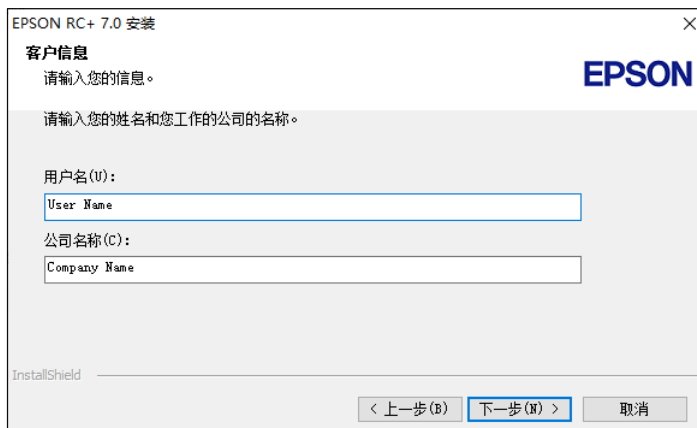 EPSON RC+ 7.0 安装
客户信息
请输入您的信息。
EPSON
请输入您的姓名和您工作的公司的名称。
用户名(U):
User Name
公司名称(C):
Company Name
InstallShield
< 上一步(B) 下一步(N) > 取消